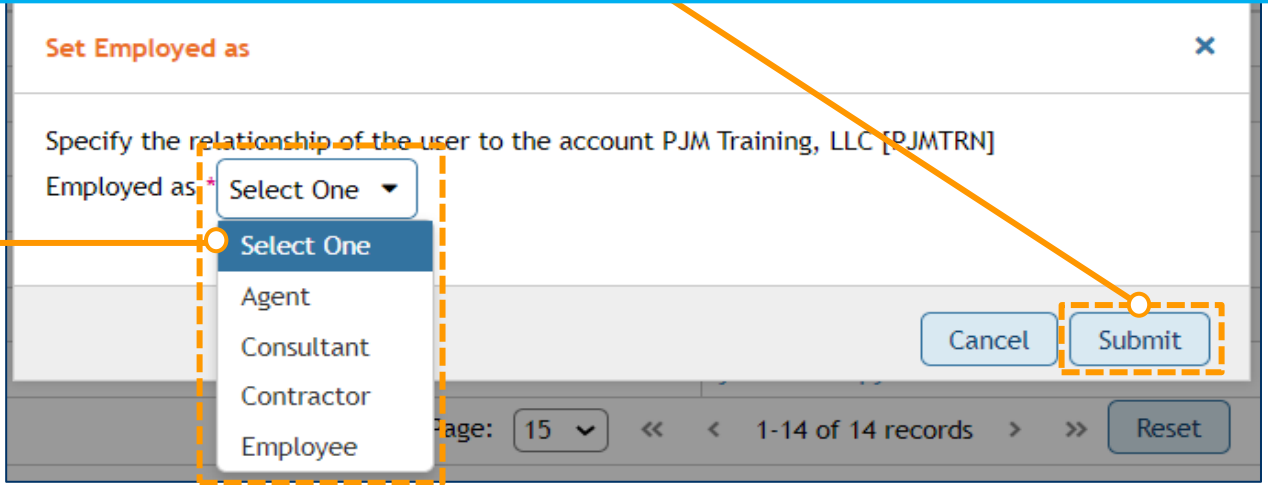 Set Employed as
Specify the relationship of the user to the account PJM Training, LLC [PJMTRN]
Employed as * Select One
Select One
Agent
Consultant
Contractor
Employee
Cancel Submit
Page: 15 « < 1-14 of 14 records > » Reset